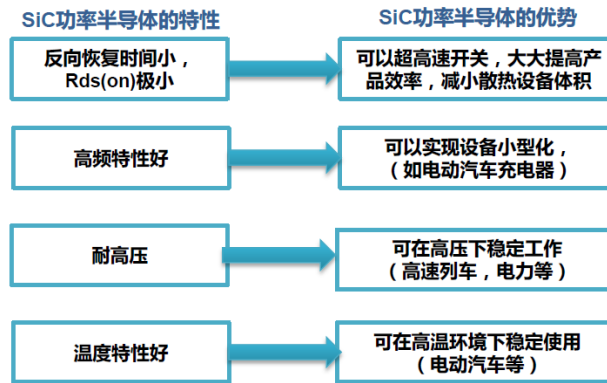 SiC功率半导体的特性
SiC功率半导体的优势
反向恢复时间小，
Rds(on)极小
可以超高速开关，大大提高产
品效率，减小散热设备体积
高频特性好
可以实现设备小型化，
（如电动汽车充电器）
耐高压
可在高压下稳定工作
（高速列车，电力等）
温度特性好
可在高温环境下稳定使用
（电动汽车等）